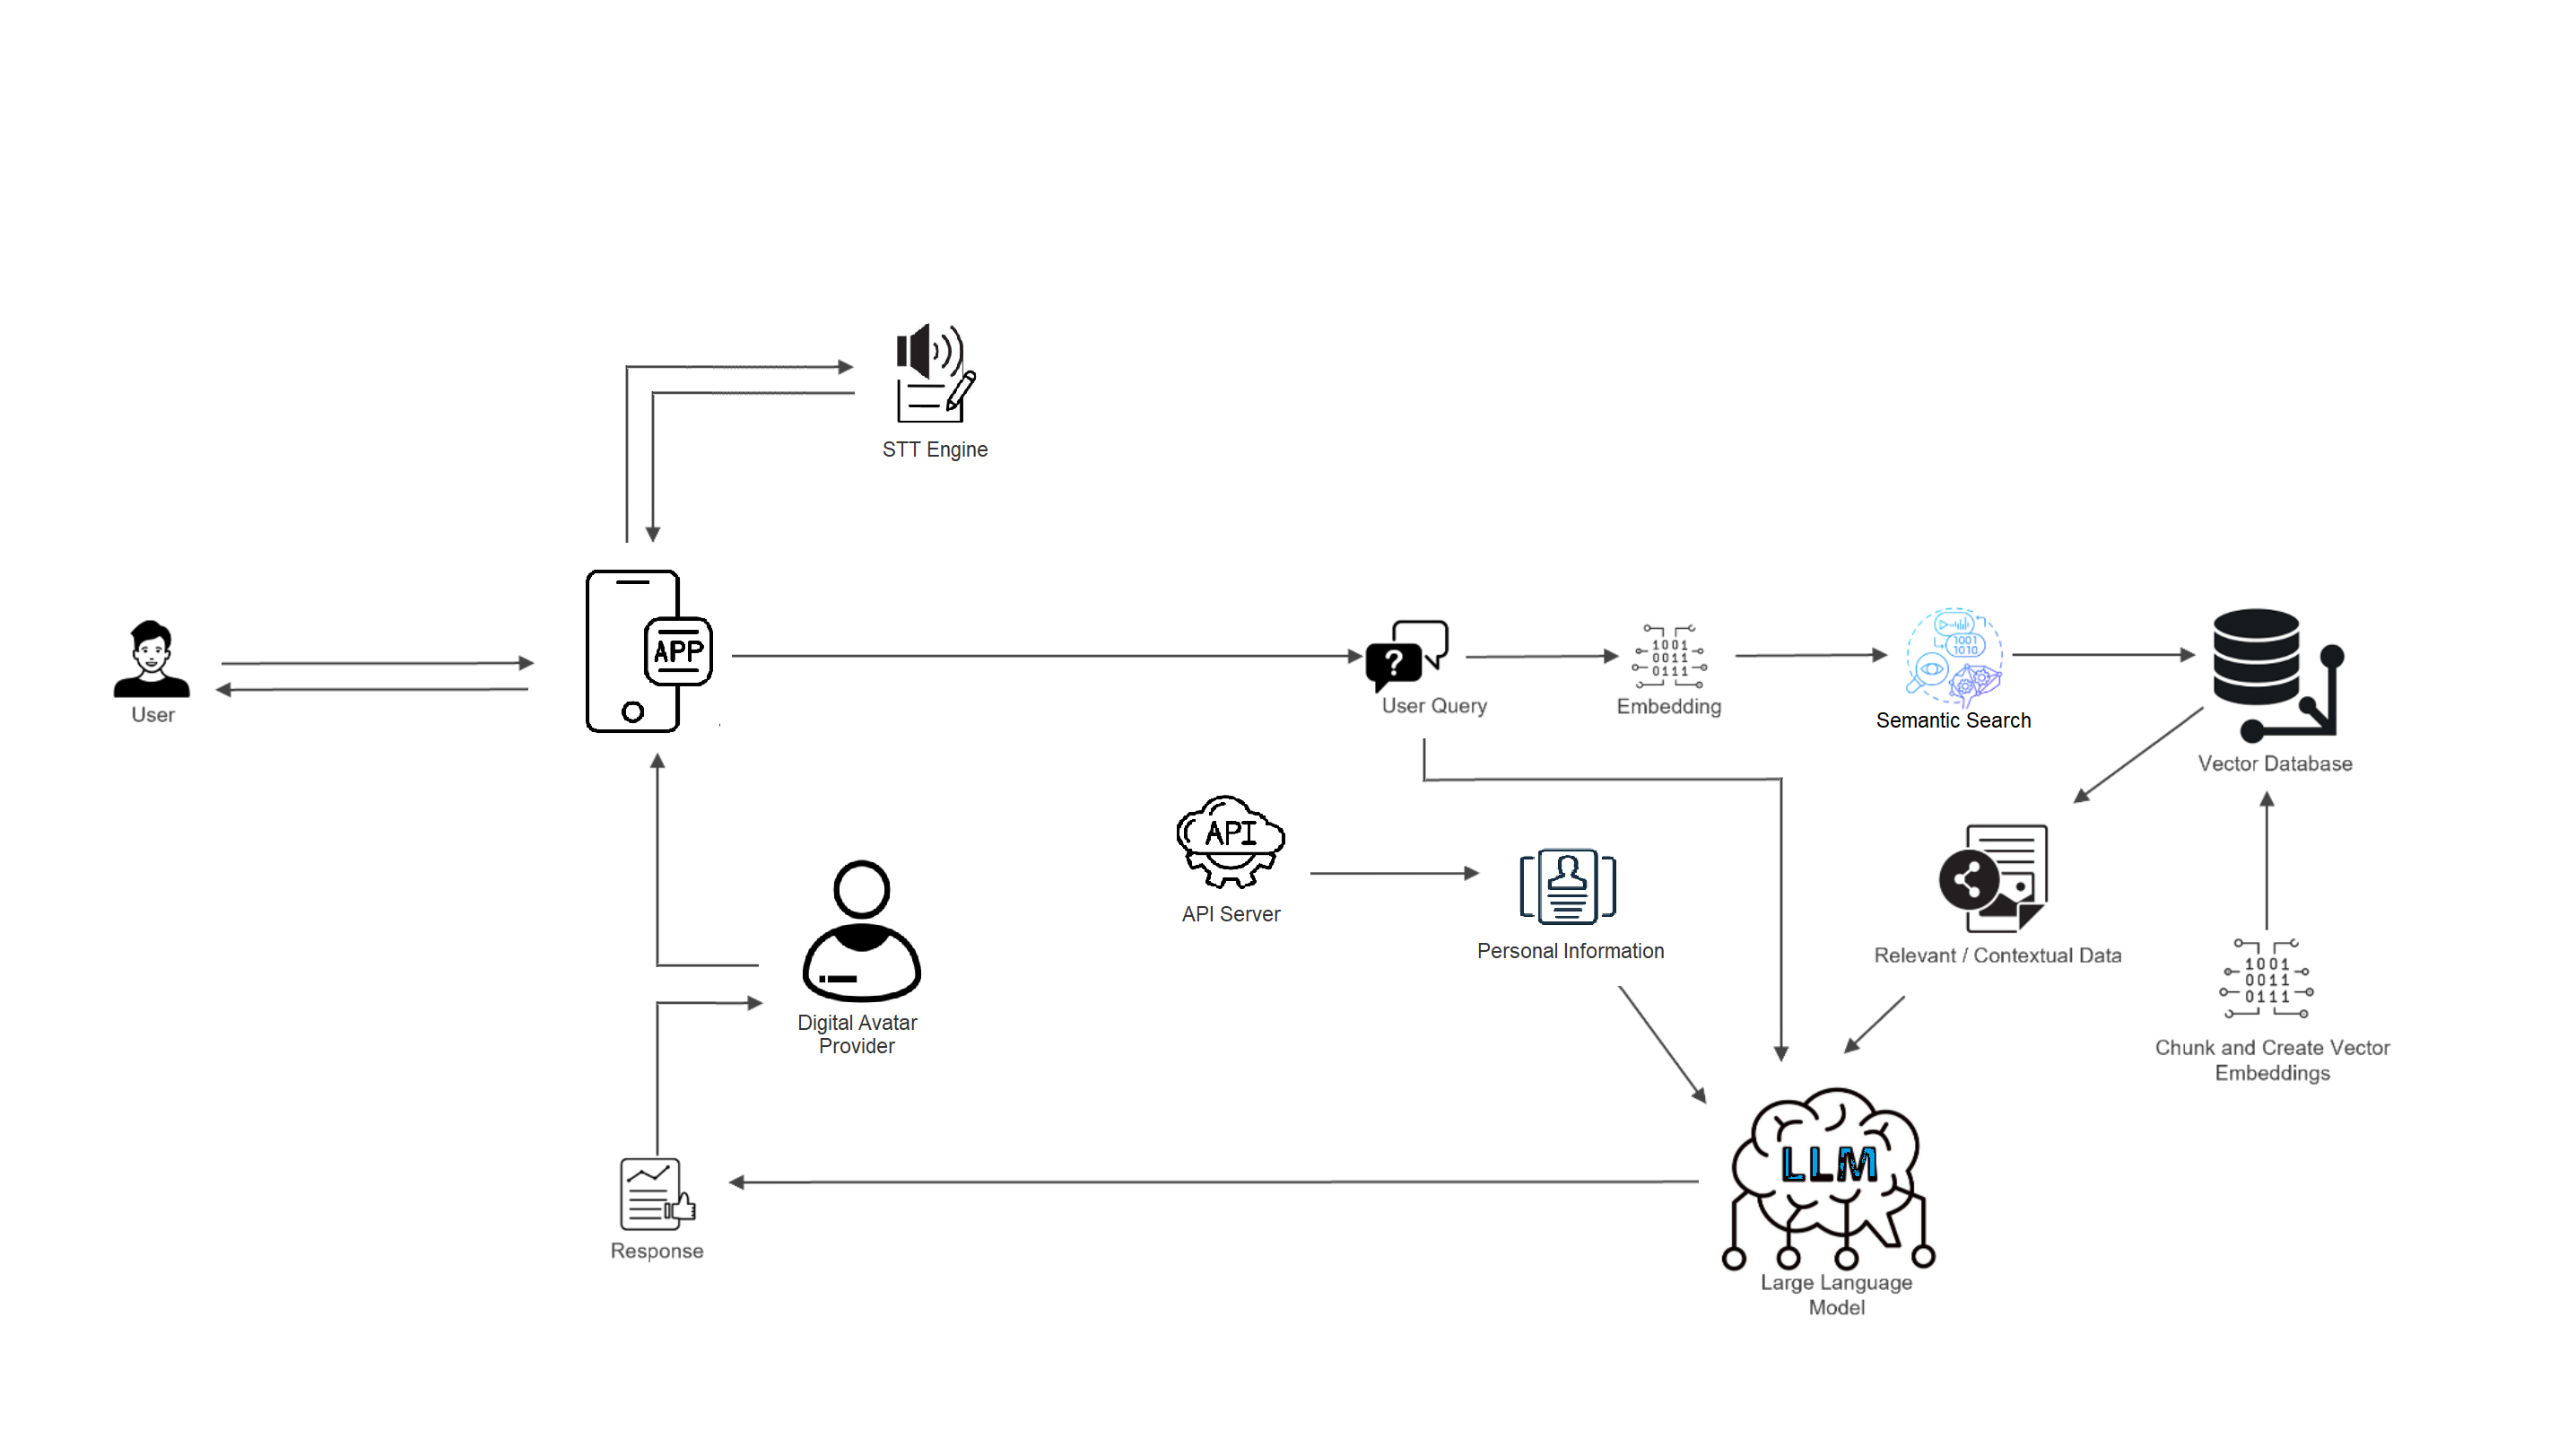 STT Engine
APP
User
?
User Query
1001
0011
0111
Embedding
1001
1010
Semantic Search
Vector Database
API
API Server
Personal Information
Relevant / Contextual Data
1001
0011
0111
Chunk and Create Vector
Embeddings
Digital Avatar
Provider
LLM
Large Language
Model
Response